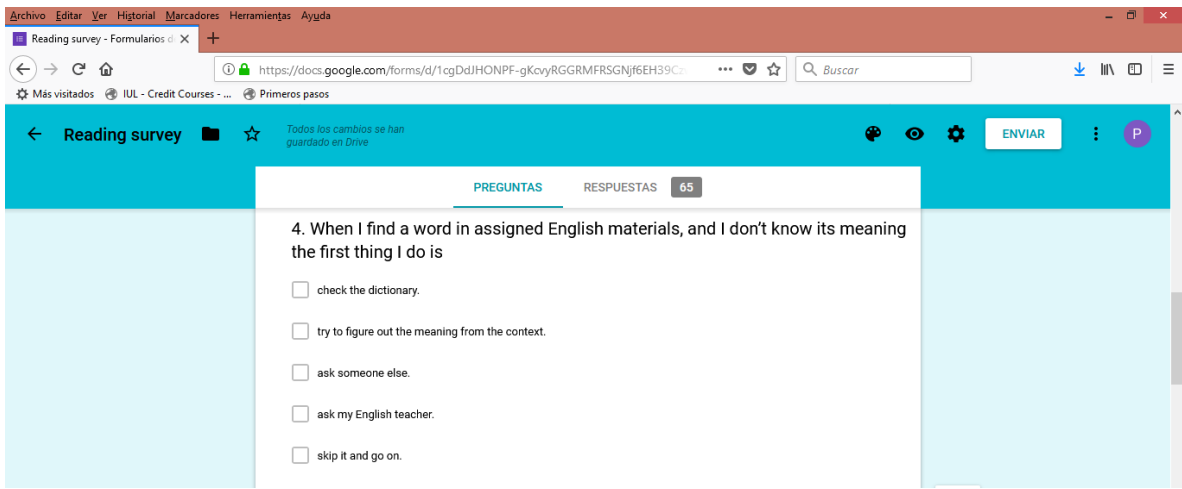 Archivo Editar Ver Historial Marcadores Herramientas Ayuda
Reading survey - Formularios d
https://docs.google.com/forms/d/1cgDdJHONPF-gKcvyRGGRMFRSGNjf6EH39Cz
Buscar
Más visitados IUL - Credit Courses - ... Primeros pasos
Reading survey
Todos los cambios se han
guardado en Drive
ENVIAR
P
PREGUNTAS RESPUESTAS 65
4. When I find a word in assigned English materials, and I don’t know its meaning
the first thing I do is
check the dictionary.
try to figure out the meaning from the context.
ask someone else.
ask my English teacher.
skip it and go on.